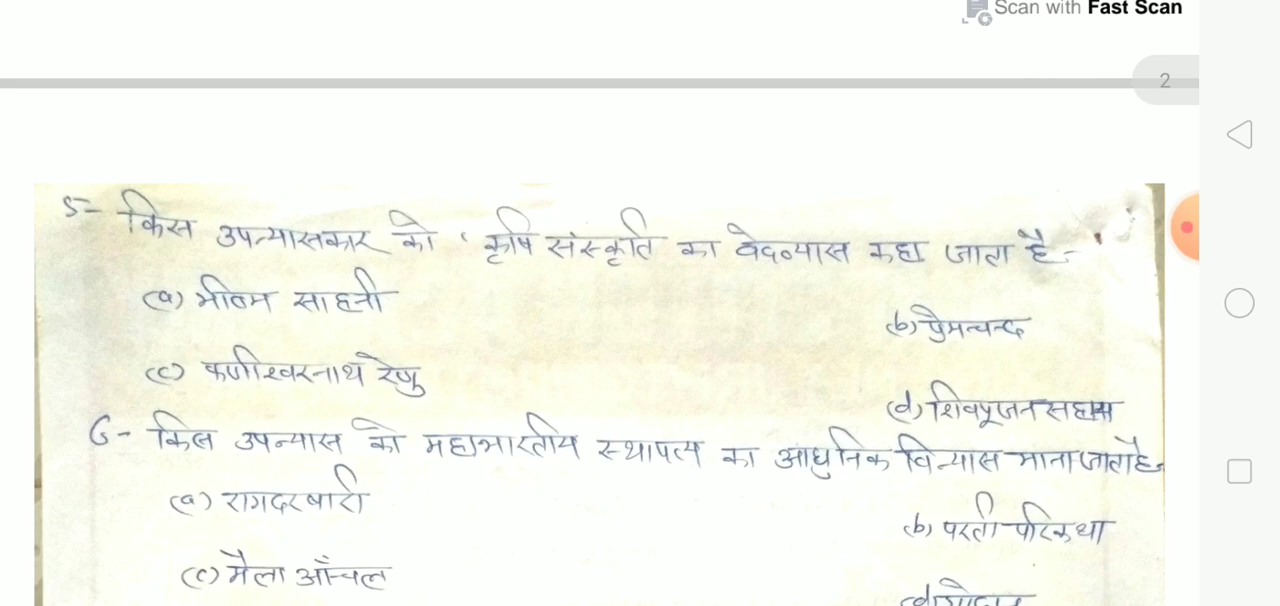 Scan with Fast Scan
2
5- किस उपन्यासकार को 'कृषि संस्कृति का वेदव्यास कहा जाता है-'
(a) भीष्म साहनी
(b) प्रेमचन्द
(c) फणीश्वरनाथ रेणु
(d) शिवपूजन सहाय
6- किस उपन्यास को महाभारतीय स्थापत्य का आधुनिक विन्यास माना जाता है-
(a) रागदरबारी
(b) परती परिकथा
(c) मैला आँचल
(d) गोदान